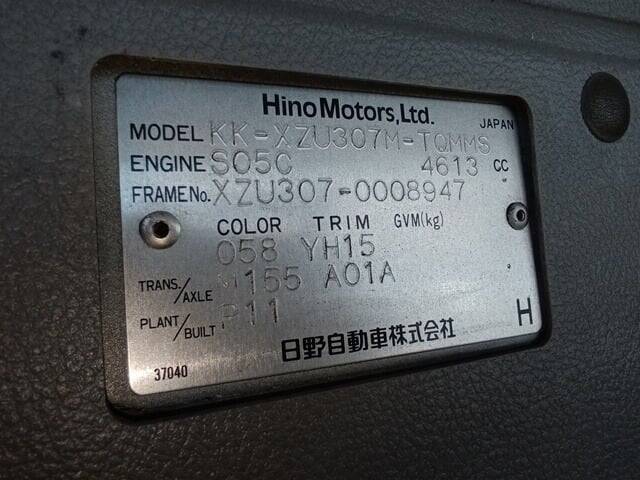 Hino Motors, Ltd.
JAPAN
MODEL KK-XZU307M-TQMMS
ENGINE S05C 4613 CC
FRAME No. XZU307-0008947
COLOR TRIM GVM(kg)
058 YH15
TRANS./AXLE M155 A01A
PLANT/BUILT P11
日野自動車株式会社 H
37040